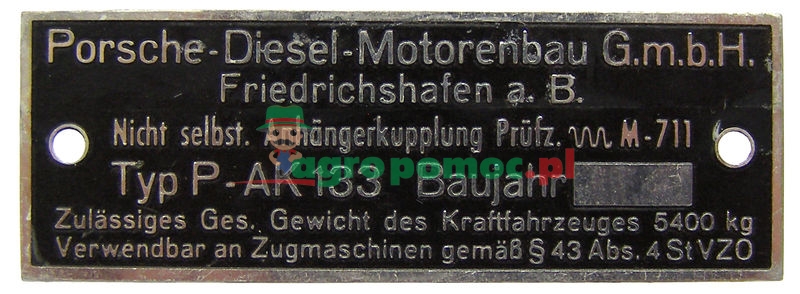 Porsche-Diesel-Motorenbau G.m.b.H.
Friedrichshafen a. B.
Nicht selbst. Anhängerkupplung Prüfz. M-711
Typ P-AK 133 Baujahr
agropomoc.pl
Zulässiges Ges. Gewicht des Kraftfahrzeuges 5400 kg
Verwendbar an Zugmaschinen gemäß § 43 Abs. 4 StVZO